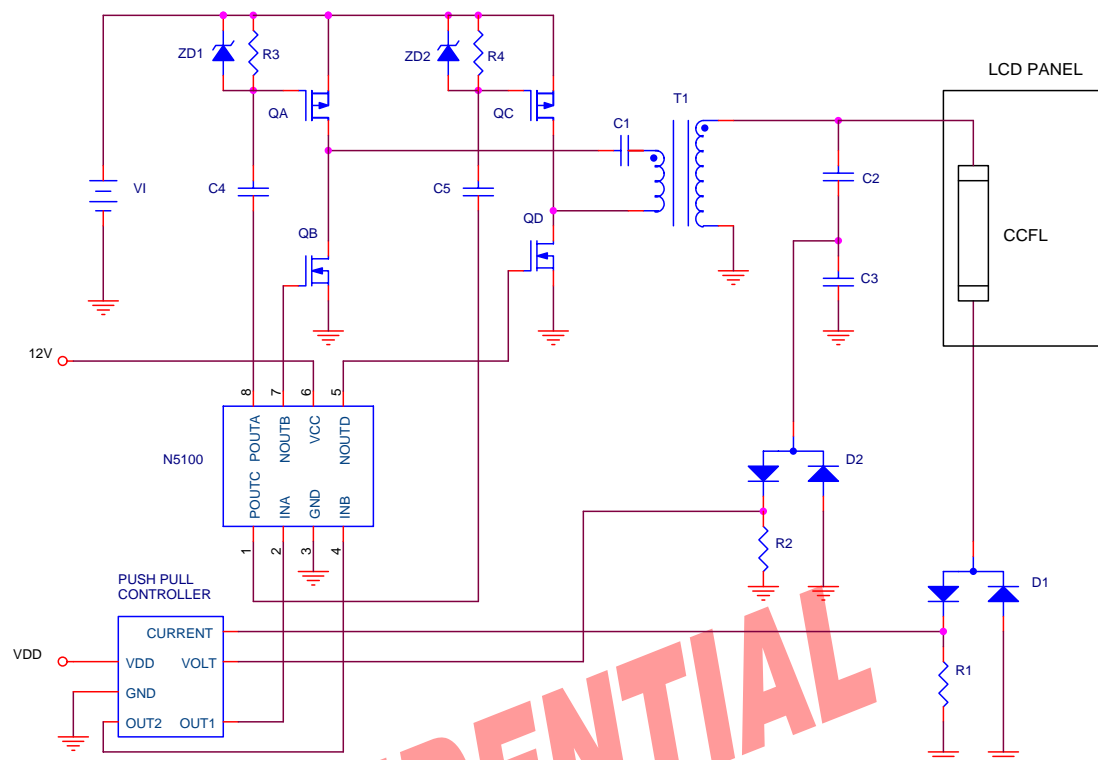 ZD1
R3
ZD2
R4
LCD PANEL
QA
QC
T1
C1
VI
C4
C5
C2
QB
QD
CCFL
C3
12V
8
7
6
5
POUTA
NOUTB
VCC
NOUTD
N5100
POUTC
INA
GND
INB
1
2
3
4
D2
R2
PUSH PULL
CONTROLLER
D1
CURRENT
VDD
VDD
VOLT
R1
GND
OUT2
OUT1